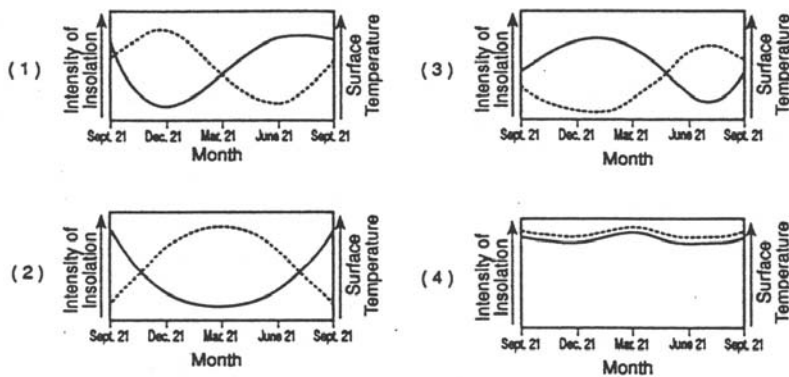 (1)
Intensity of
Insolation
Surface
Temperature
Sept. 21 Dec. 21 Mar. 21 June 21 Sept. 21
Month
(3)
Intensity of
Insolation
Surface
Temperature
Sept. 21 Dec. 21 Mar. 21 June 21 Sept. 21
Month
(2)
Intensity of
Insolation
Surface
Temperature
Sept. 21 Dec. 21 Mar. 21 June 21 Sept. 21
Month
(4)
Intensity of
Insolation
Surface
Temperature
Sept. 21 Dec. 21 Mar. 21 June 21 Sept. 21
Month